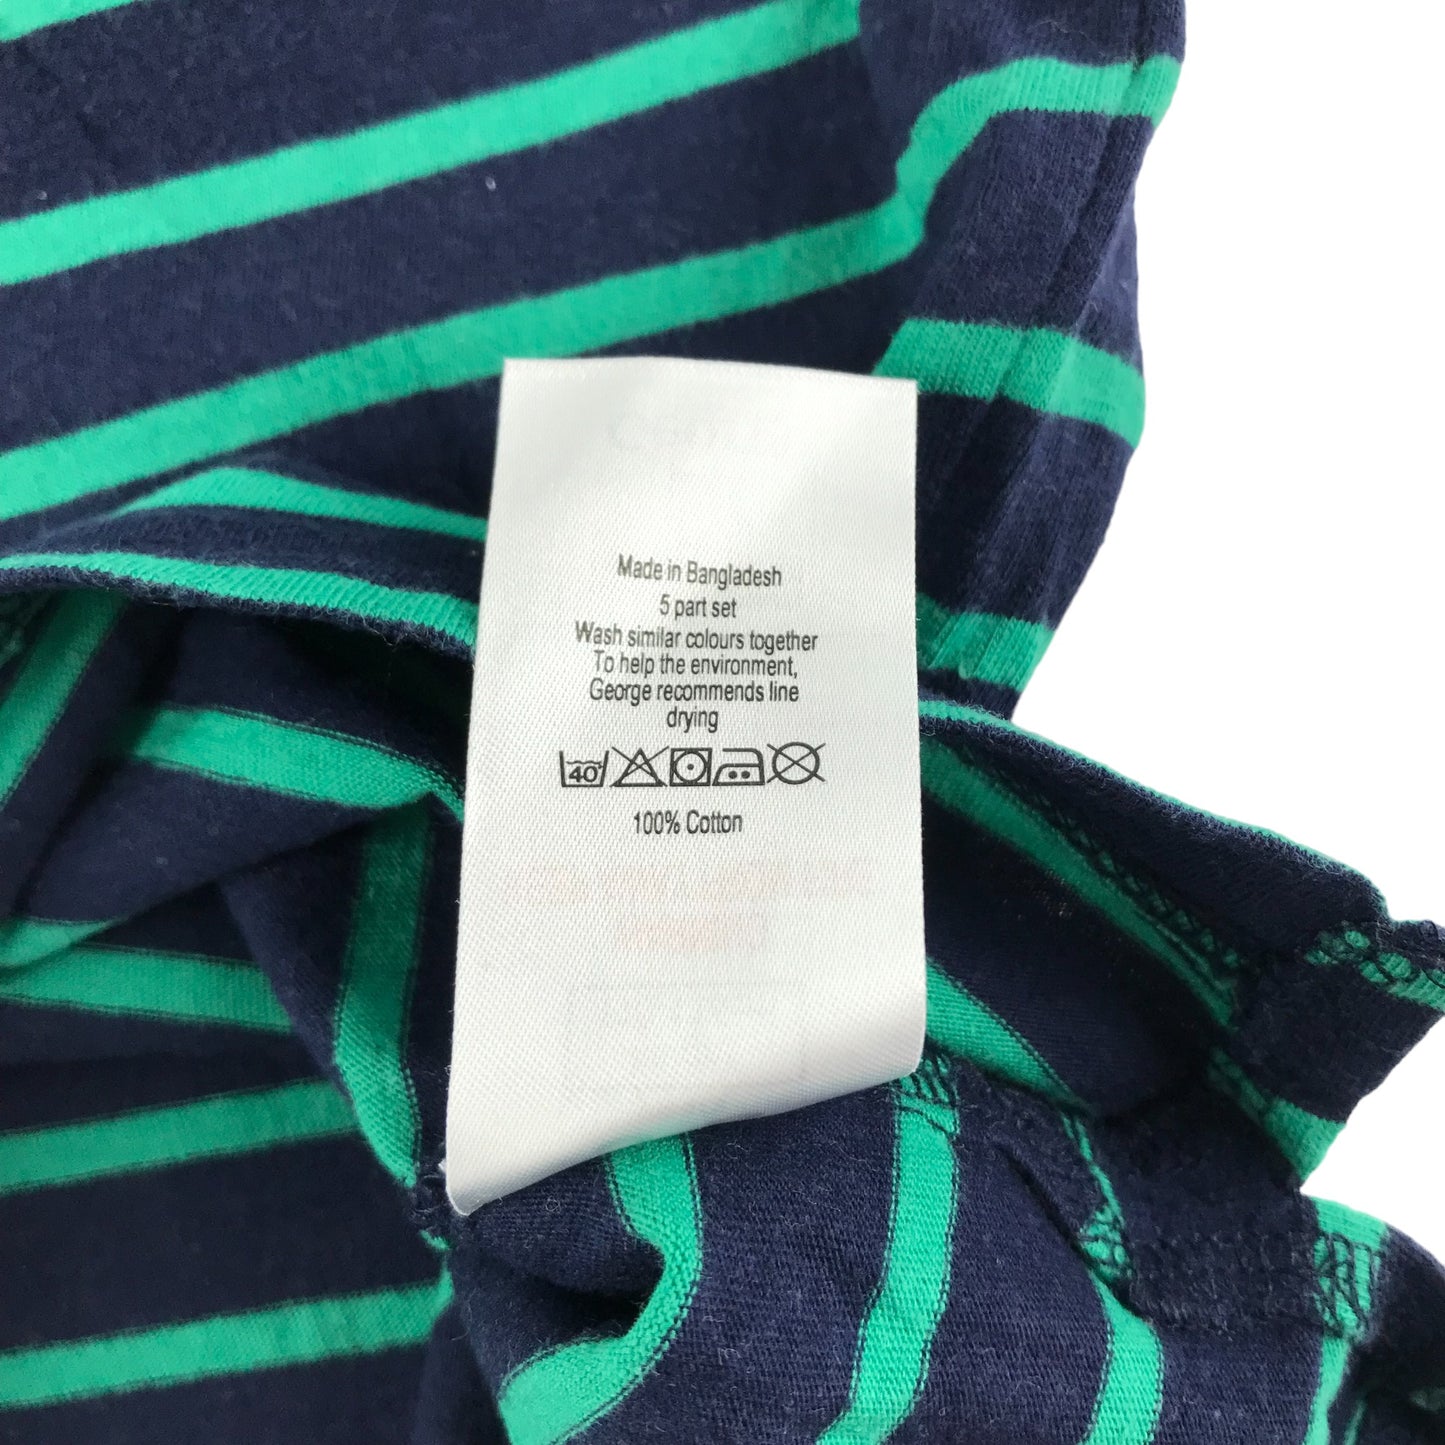 Made in Bangladesh
5 part set
Wash similar colours together
To help the environment,
George recommends line
drying
40
100% Cotton